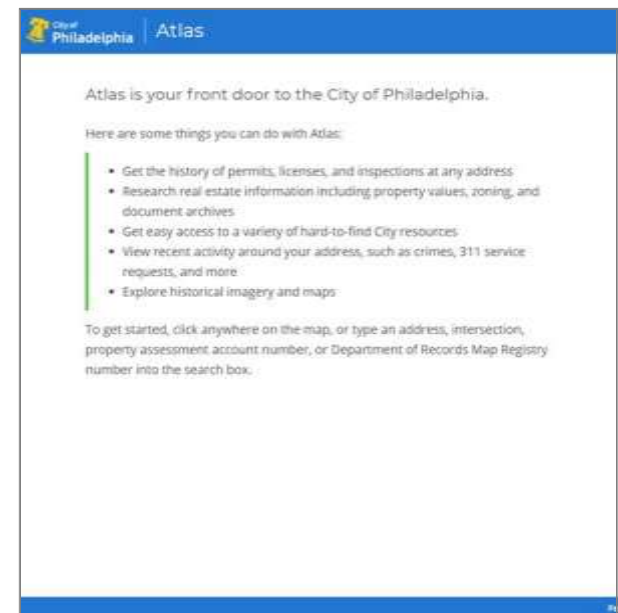 City of
Philadelphia
Atlas
Atlas is your front door to the City of Philadelphia.
Here are some things you can do with Atlas:
• Get the history of permits, licenses, and inspections at any address
• Research real estate information including property values, zoning, and
document archives
• Get easy access to a variety of hard-to-find City resources
• View recent activity around your address, such as crimes, 311 service
requests, and more
• Explore historical imagery and maps
To get started, click anywhere on the map, or type an address, intersection,
property assessment account number, or Department of Records Map Registry
number into the search box.